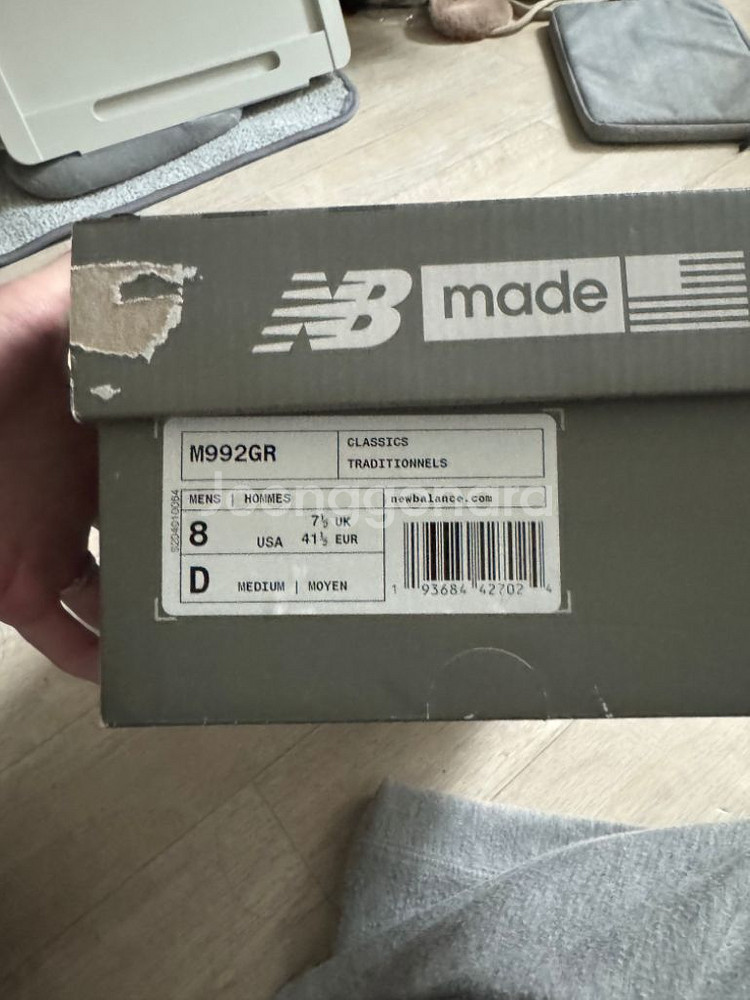 NB made
M992GR
CLASSICS
TRADITIONNELS
MENS | HOMMES
newbalance.com
8 USA
7½ UK
41½ EUR
D MEDIUM | MOYEN
1 93684 42702 4
Joonggonara